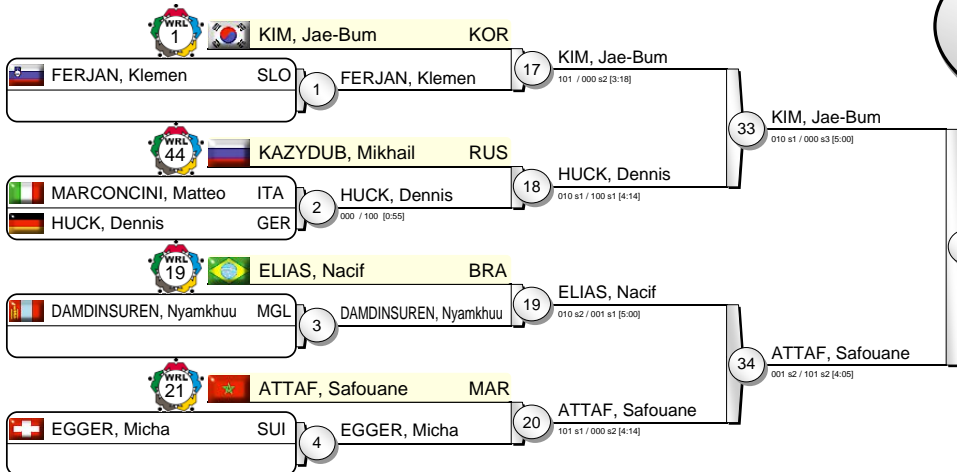 WRL
1
KIM, Jae-Bum KOR
FERJAN, Klemen SLO
1
FERJAN, Klemen
17
KIM, Jae-Bum
101 / 000 s2 [3:18]
33
KIM, Jae-Bum
010 s1 / 000 s3 [5:00]
WRL
44
KAZYDUB, Mikhail RUS
MARCONCINI, Matteo ITA
HUCK, Dennis GER
2
HUCK, Dennis
000 / 100 [0:55]
18
HUCK, Dennis
010 s1 / 100 s1 [4:14]
WRL
19
ELIAS, Nacif BRA
DAMDINSUREN, Nyamkhuu MGL
3
DAMDINSUREN, Nyamkhuu
19
ELIAS, Nacif
010 s2 / 001 s1 [5:00]
34
ATTAF, Safouane
001 s2 / 101 s2 [4:05]
WRL
21
ATTAF, Safouane MAR
EGGER, Micha SUI
4
EGGER, Micha
20
ATTAF, Safouane
101 s1 / 000 s2 [4:14]